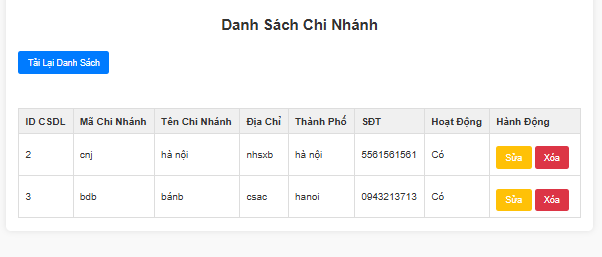 Danh Sách Chi Nhánh
Tải Lại Danh Sách
ID CSDL Mã Chi Nhánh Tên Chi Nhánh Địa Chỉ Thành Phố SĐT Hoạt Động Hành Động
2 cnj hà nội nhsxb hà nội 5561561561 Có Sửa Xóa
3 bdb bánb csac hanoi 0943213713 Có Sửa Xóa